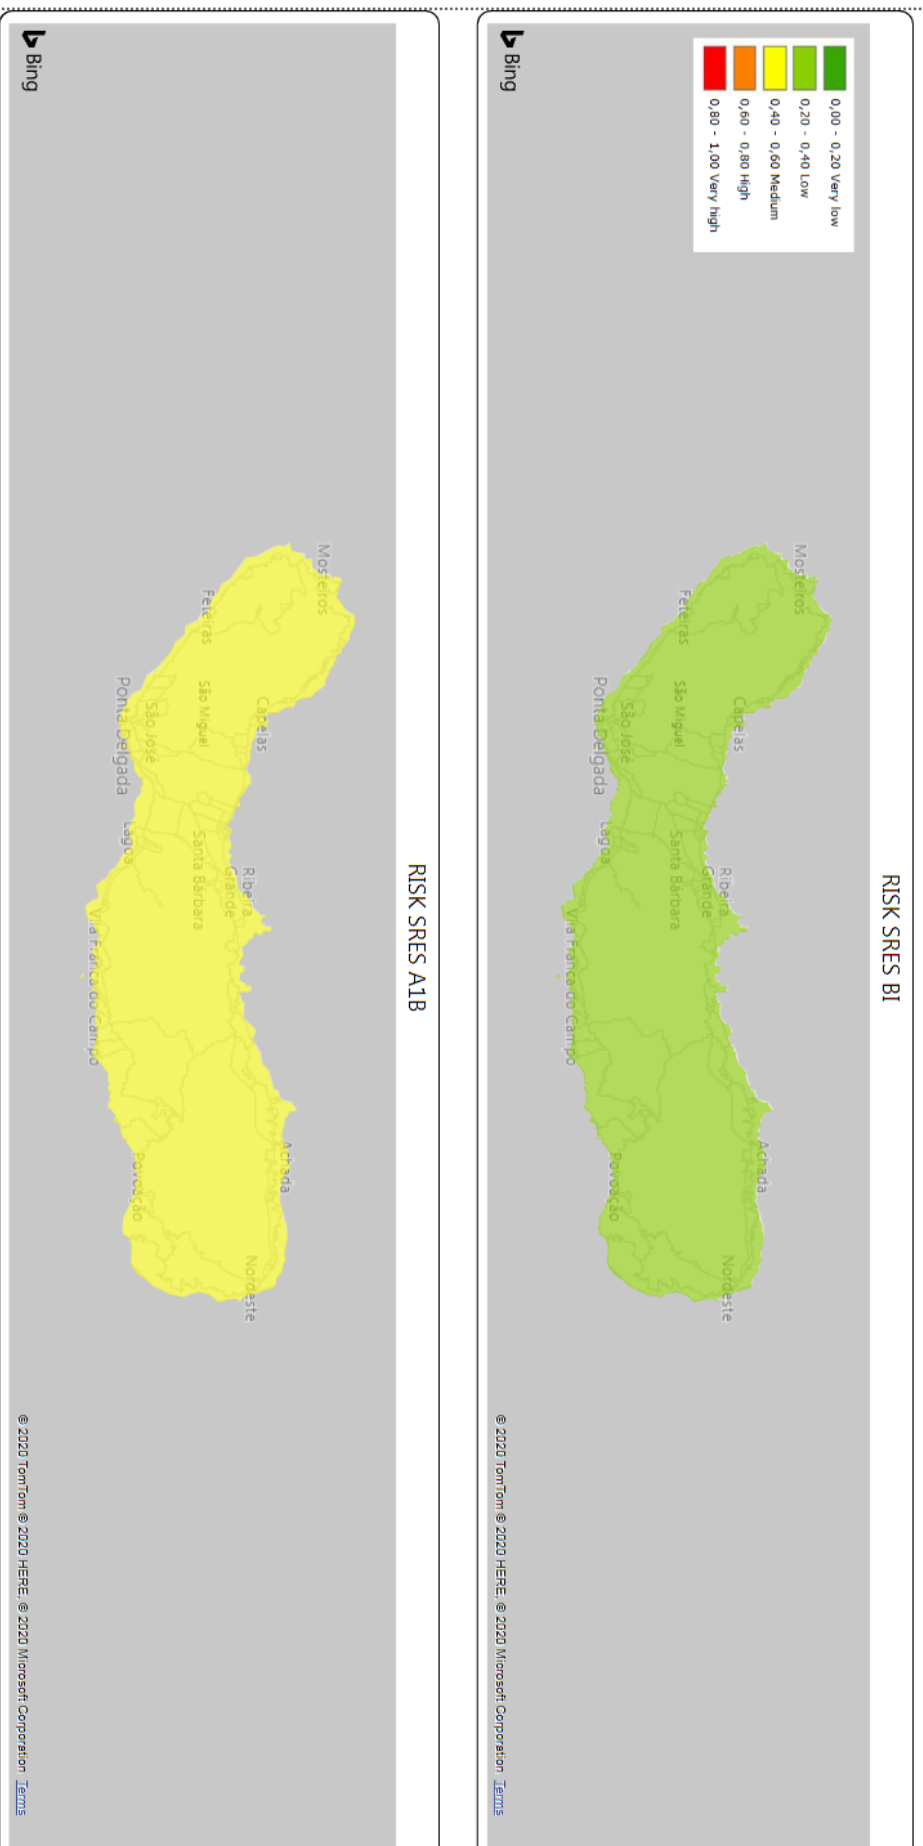 RISK SRES BI
0,00 - 0,20 Very low
0,20 - 0,40 Low
0,40 - 0,60 Medium
0,60 - 0,80 High
0,80 - 1,00 Very high
Mosteiros
Capelas
Feteiras
São Miguel
São José
Ponta Delgada
Lagoa
Ribeira
Grande
Santa Bárbara
Vila Franca do Campo
Achada
Povoação
Nordeste
Bing
© 2020 TomTom © 2020 HERE, © 2020 Microsoft Corporation Terms
RISK SRES A1B
Mosteiros
Capelas
Feteiras
São Miguel
São José
Ponta Delgada
Lagoa
Ribeira
Grande
Santa Bárbara
Vila Franca do Campo
Achada
Povoação
Nordeste
Bing
© 2020 TomTom © 2020 HERE, © 2020 Microsoft Corporation Terms